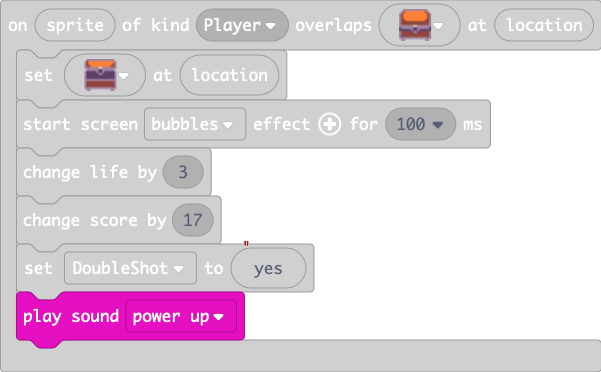 on sprite of kind Player overlaps at location
set at location
start screen bubbles effect + for 100 ms
change life by 3
change score by 17
set DoubleShot to "yes
play sound power up